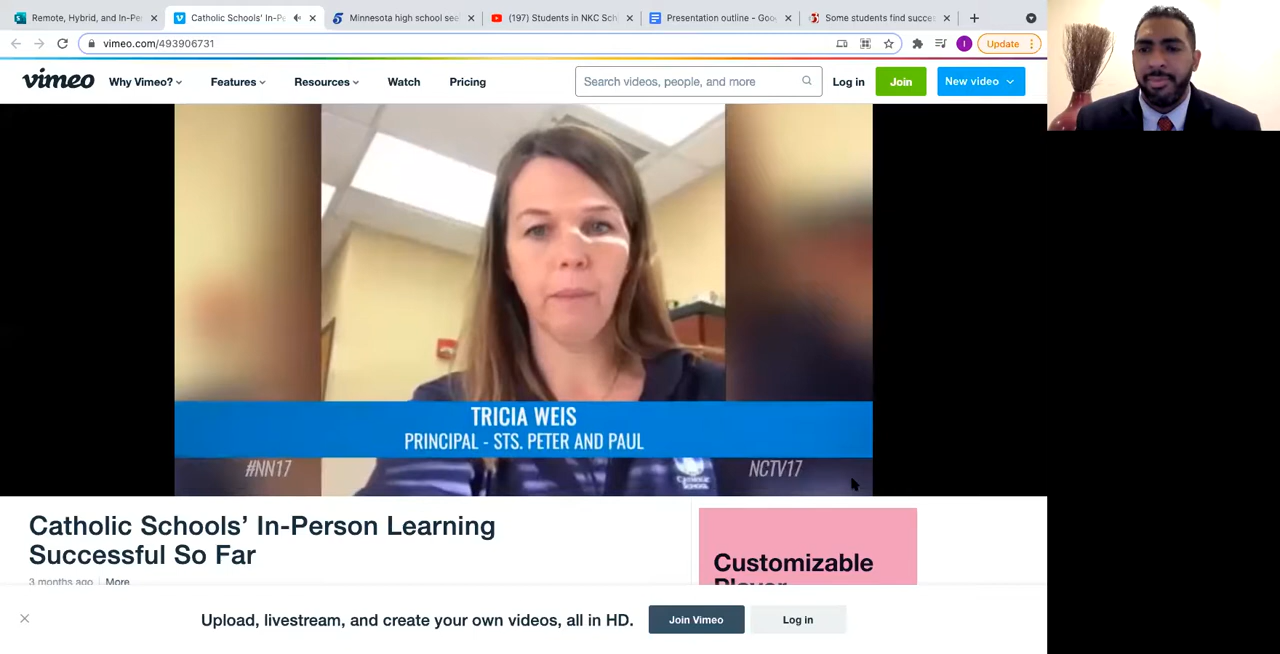 Remote, Hybrid, and In-Pe
Catholic Schools' In-P
Minnesota high school see
(197) Students in NKC Sch
Presentation outline - Goo
Some students find succe
vimeo.com/493906731
Update
vimeo
Why Vimeo?
Features
Resources
Watch
Pricing
Search videos, people, and more
Log in
Join
New video
TRICIA WEIS
PRINCIPAL - STS. PETER AND PAUL
#NN17
NCTV17
Catholic Schools' In-Person Learning
Successful So Far
3 months ago
More
Customizable
Player
Upload, livestream, and create your own videos, all in HD.
Join Vimeo
Log in